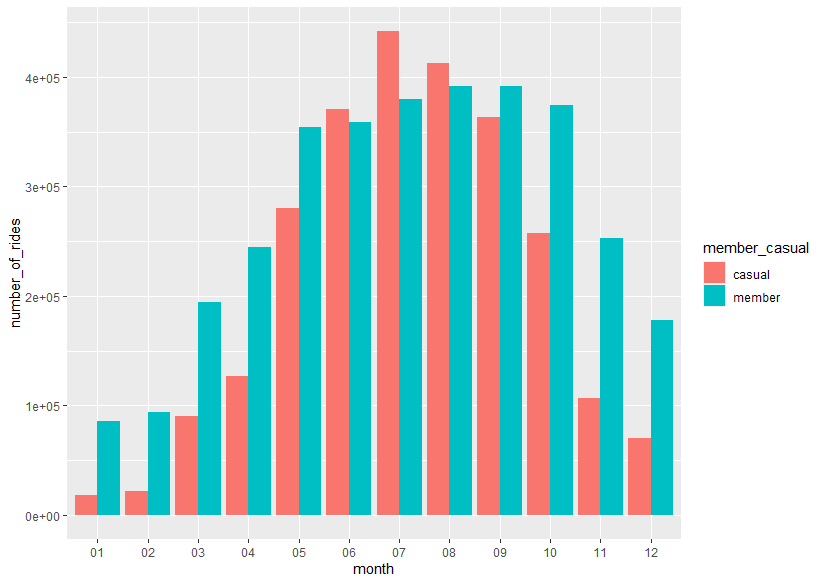 4e+05
3e+05
2e+05
1e+05
0e+00
number_of_rides
01 02 03 04 05 06 07 08 09 10 11 12
month
member_casual
casual
member